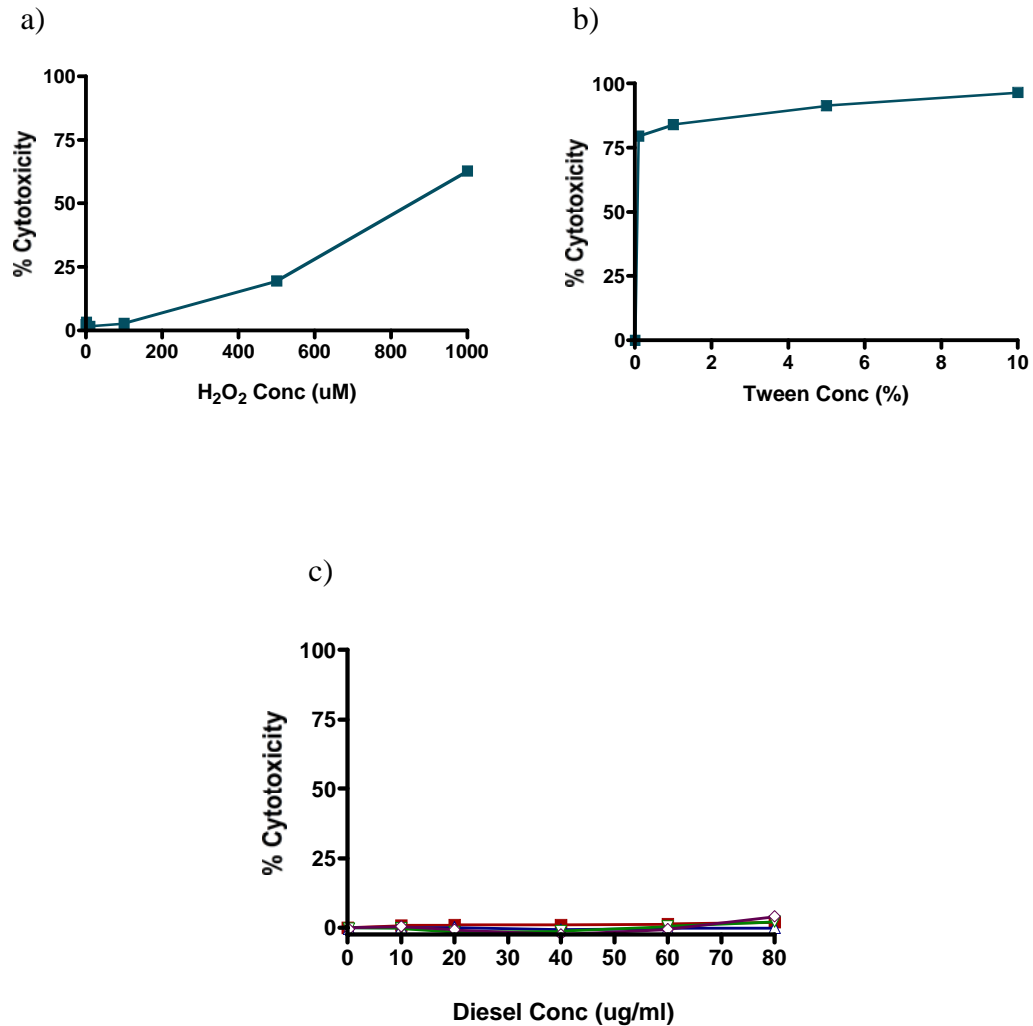 a)
100
75
50
25
0
% Cytotoxicity
0 200 400 600 800 1000
H₂O₂ Conc (uM)
b)
100
75
50
25
0
% Cytotoxicity
0 2 4 6 8 10
Tween Conc (%)
c)
100
75
50
25
0
% Cytotoxicity
0 10 20 30 40 50 60 70 80
Diesel Conc (ug/ml)